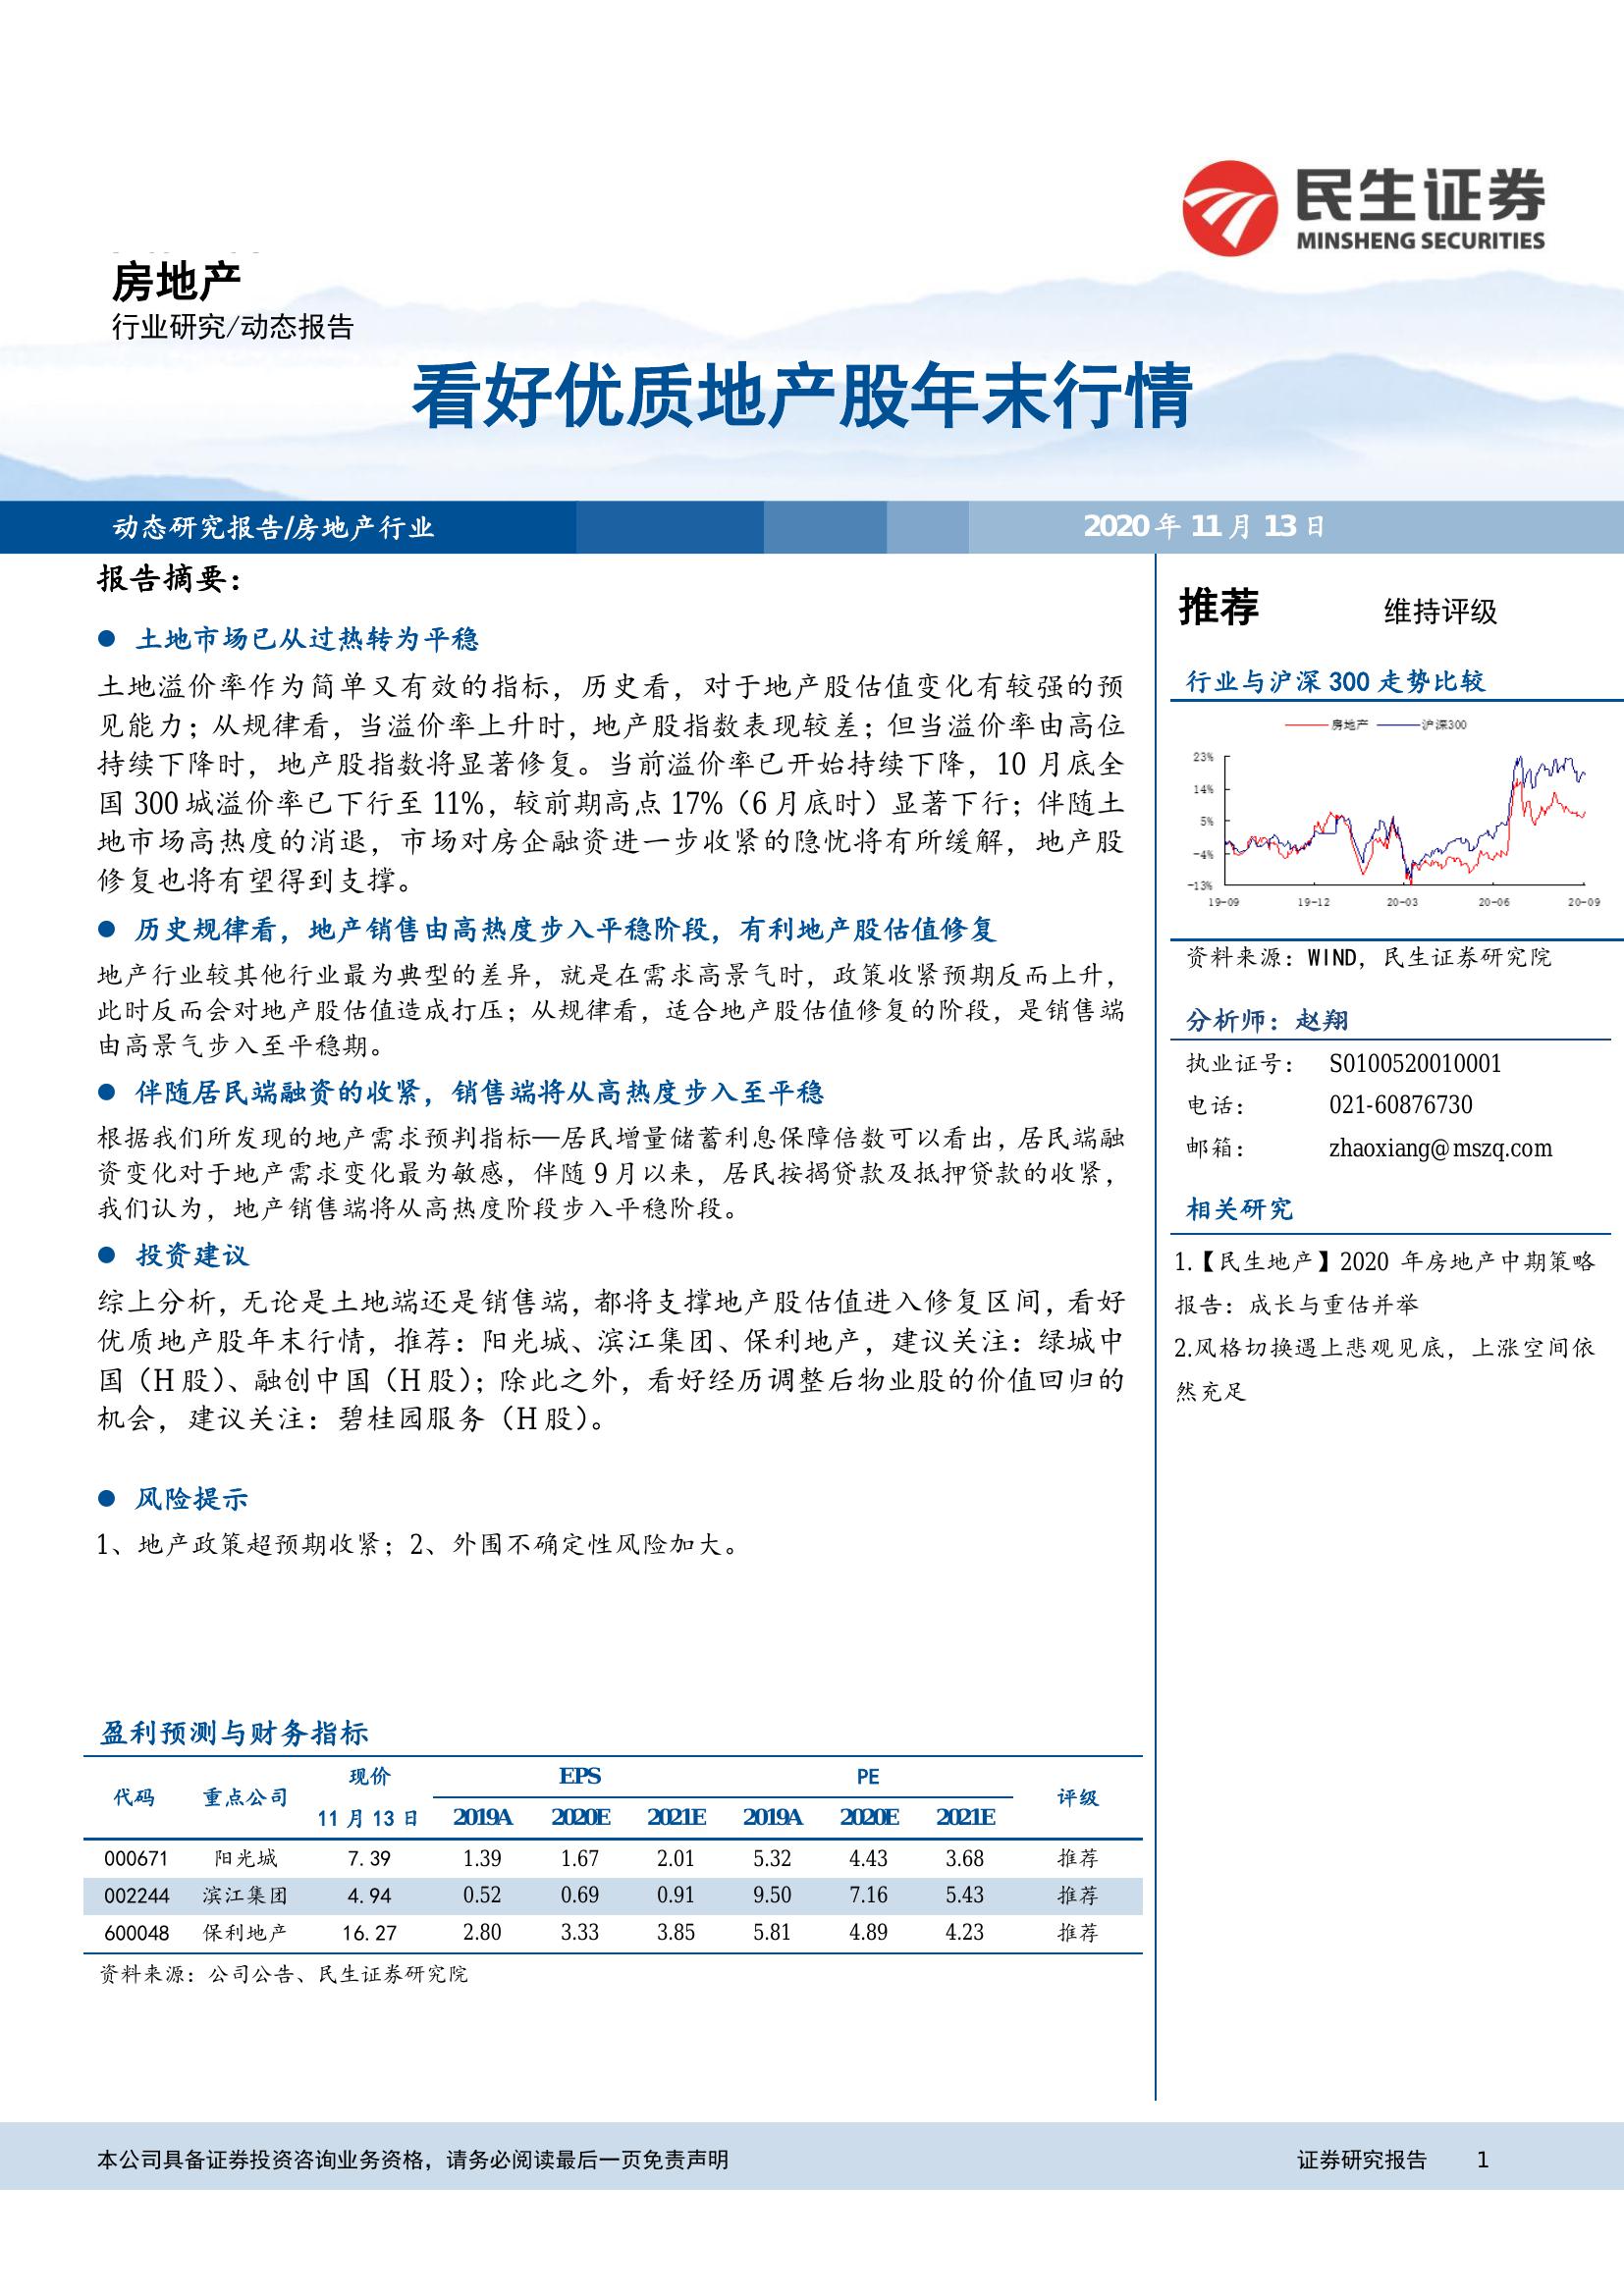 民生证券
MINSHENG SECURITIES
房地产
行业研究/动态报告
看好优质地产股年末行情
动态研究报告/房地产行业
2020年11月13日
报告摘要：
● 土地市场已从过热转为平稳
土地溢价率作为简单又有效的指标，历史看，对于地产股估值变化有较强的预
见能力；从规律看，当溢价率上升时，地产股指数表现较差；但当溢价率由高位
持续下降时，地产股指数将显著修复。当前溢价率已开始持续下降，10 月底全
国 300 城溢价率已下行至 11%，较前期高点 17%（6 月底时）显著下行；伴随土
地市场高热度的消退，市场对房企融资进一步收紧的隐忧将有所缓解，地产股
修复也将有望得到支撑。
● 历史规律看，地产销售由高热度步入平稳阶段，有利地产股估值修复
地产行业较其他行业最为典型的差异，就是在需求高景气时，政策收紧预期反而上升，
此时反而会对地产股估值造成打压；从规律看，适合地产股估值修复的阶段，是销售端
由高景气步入至平稳期。
● 伴随居民端融资的收紧，销售端将从高热度步入至平稳
根据我们所发现的地产需求预判指标—居民增量储蓄利息保障倍数可以看出，居民端融
资变化对于地产需求变化最为敏感，伴随 9 月以来，居民按揭贷款及抵押贷款的收紧，
我们认为，地产销售端将从高热度阶段步入平稳阶段。
● 投资建议
综上分析，无论是土地端还是销售端，都将支撑地产股估值进入修复区间，看好
优质地产股年末行情，推荐：阳光城、滨江集团、保利地产，建议关注：绿城中
国（H 股）、融创中国（H 股）；除此之外，看好经历调整后物业股的价值回归的
机会，建议关注：碧桂园服务（H 股）。
● 风险提示
1、地产政策超预期收紧；2、外围不确定性风险加大。
盈利预测与财务指标
代码 重点公司 现价 EPS PE 评级
11 月 13 日 2019A 2020E 2021E 2019A 2020E 2021E
000671 阳光城 7.39 1.39 1.67 2.01 5.32 4.43 3.68 推荐
002244 滨江集团 4.94 0.52 0.69 0.91 9.50 7.16 5.43 推荐
600048 保利地产 16.27 2.80 3.33 3.85 5.81 4.89 4.23 推荐
资料来源：公司公告、民生证券研究院
推荐 维持评级
行业与沪深 300 走势比较
房地产 沪深300
23%
14%
5%
-4%
-13%
19-09 19-12 20-03 20-06 20-09
资料来源：WIND，民生证券研究院
分析师：赵翔
执业证号： S0100520010001
电话： 021-60876730
邮箱： zhaoxiang@mszq.com
相关研究
1.【民生地产】2020 年房地产中期策略
报告：成长与重估并举
2.风格切换遇上悲观见底，上涨空间依
然充足
本公司具备证券投资咨询业务资格，请务必阅读最后一页免责声明
证券研究报告 1